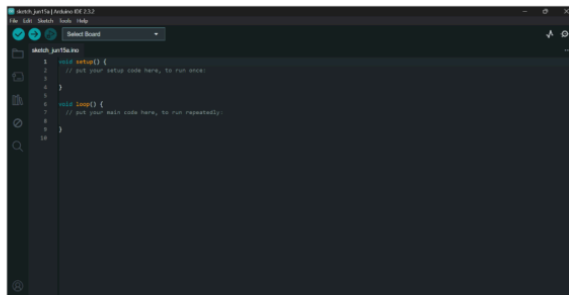 sketch_jun15a | Arduino IDE 2.3.2
File Edit Sketch Tools Help
Select Board
sketch_jun15a.ino
1 void setup() {
2 // put your setup code here, to run once:
3
4 }
5
6 void loop() {
7 // put your main code here, to run repeatedly:
8
9 }
10